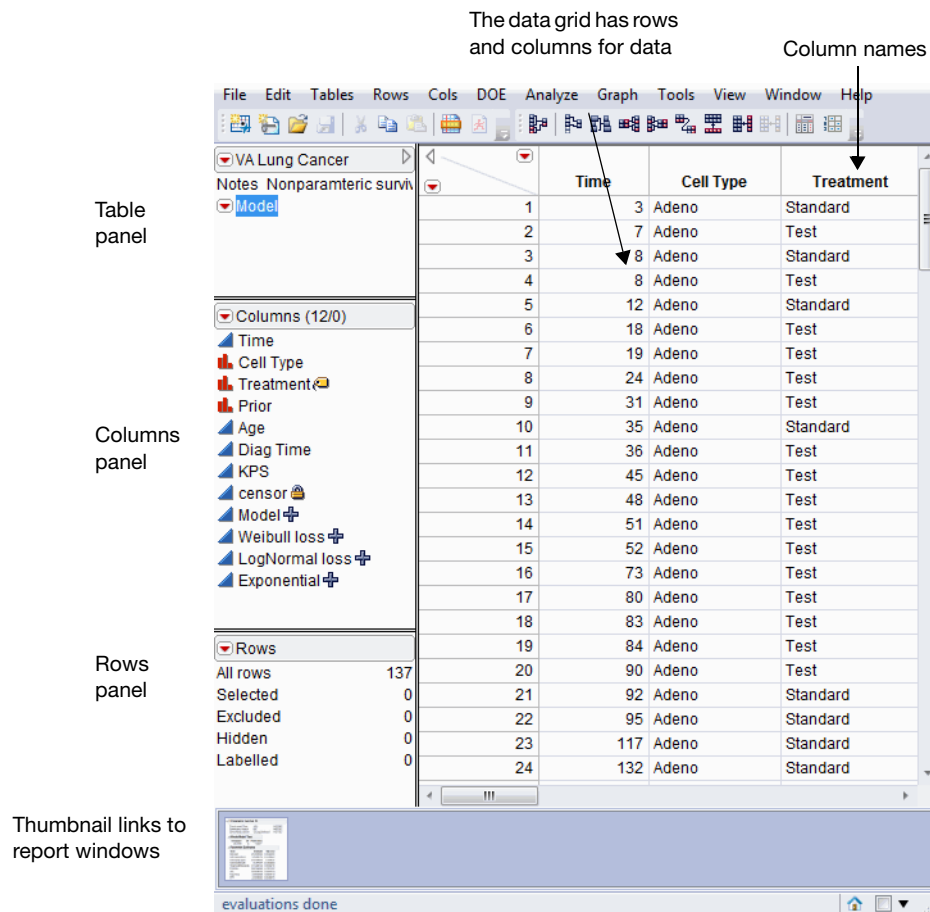 The data grid has rows
and columns for data
Column names
File Edit Tables Rows Cols DOE Analyze Graph Tools View Window Help
VA Lung Cancer
Notes Nonparamteric surviv
Model
Table
panel
Time Cell Type Treatment
1 3 Adeno Standard
2 7 Adeno Test
3 8 Adeno Standard
4 8 Adeno Test
5 12 Adeno Standard
6 18 Adeno Test
7 19 Adeno Test
8 24 Adeno Test
9 31 Adeno Test
10 35 Adeno Standard
11 36 Adeno Test
12 45 Adeno Test
13 48 Adeno Test
14 51 Adeno Test
15 52 Adeno Test
16 73 Adeno Test
17 80 Adeno Test
18 83 Adeno Test
19 84 Adeno Test
20 90 Adeno Test
21 92 Adeno Standard
22 95 Adeno Standard
23 117 Adeno Standard
24 132 Adeno Standard
Columns (12/0)
Time
Cell Type
Treatment
Prior
Age
Diag Time
KPS
censor
Model
Weibull loss
LogNormal loss
Exponential
Columns
panel
Rows
All rows 137
Selected 0
Excluded 0
Hidden 0
Labelled 0
Rows
panel
Thumbnail links to
report windows
evaluations done